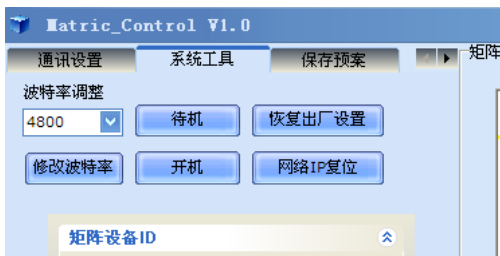 Matric_Control V1.0
通讯设置 系统工具 保存预案 矩阵
波特率调整
4800 待机 恢复出厂设置
修改波特率 开机 网络IP复位
矩阵设备ID